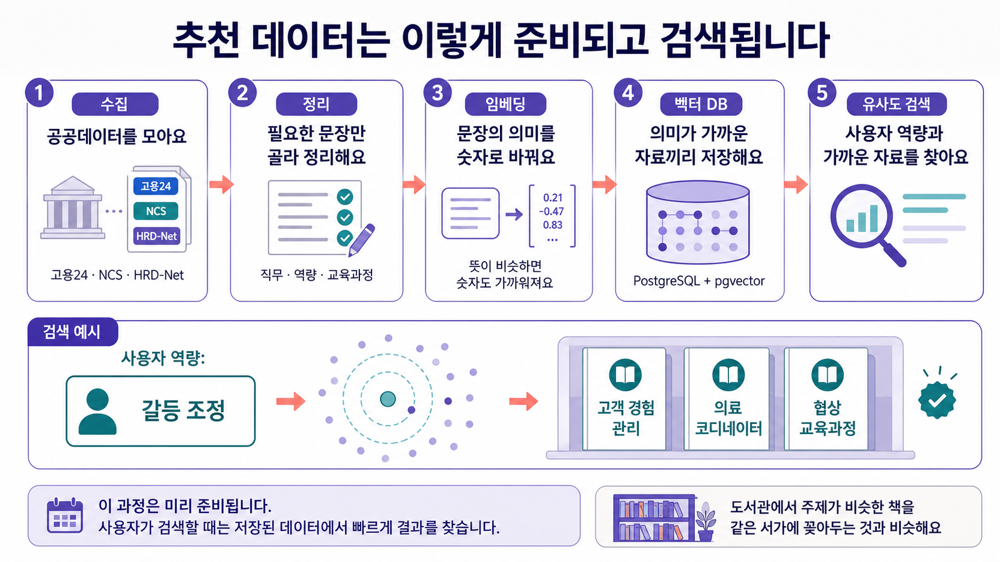 추천 데이터는 이렇게 준비되고 검색됩니다
1
수집
공공데이터를 모아요
고용24
NCS
HRD-Net
고용24 · NCS · HRD-Net
2
정리
필요한 문장만
골라 정리해요
직무 · 역량 · 교육과정
3
임베딩
문장의 의미를
숫자로 바꿔요
0.21
-0.47
0.83
...
뜻이 비슷하면
숫자도 가까워져요
4
벡터 DB
의미가 가까운
자료끼리 저장해요
PostgreSQL + pgvector
5
유사도 검색
사용자 역량과
가까운 자료를 찾아요
검색 예시
사용자 역량:
갈등 조정
고객 경험
관리
의료
코디네이터
협상
교육과정
이 과정은 미리 준비됩니다.
사용자가 검색할 때는 저장된 데이터에서 빠르게 결과를 찾습니다.
도서관에서 주제가 비슷한 책을
같은 서가에 꽂아두는 것과 비슷해요